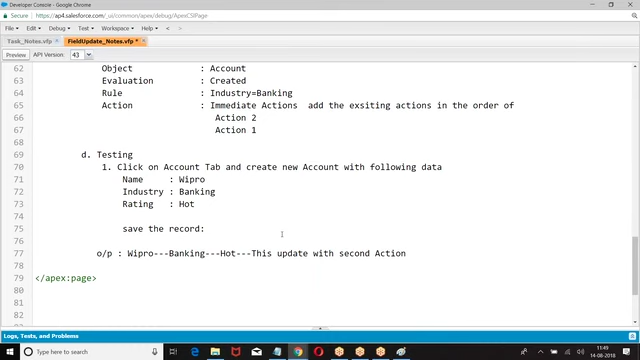 Developer Console - Google Chrome
Secure | https://ap4.salesforce.com/_ui/common/apex/debug/ApexCSIPage
File Edit Debug Test Workspace Help < >
Task_Notes.vfp FieldUpdate_Notes.vfp *
Preview API Version: 43
62 Object : Account
63 Evaluation : Created
64 Rule : Industry=Banking
65 Action : Immediate Actions add the exsiting actions in the order of
66 Action 2
67 Action 1
68
69 d. Testing
70 1. Click on Account Tab and create new Account with following data
71 Name : Wipro
72 Industry : Banking
73 Rating : Hot
74
75 save the record:
76
77 o/p : Wipro---Banking---Hot---This update with second Action
78
79 </apex:page>
80
81
82
83
Logs, Tests, and Problems
Type here to search
11:49
14-08-2018